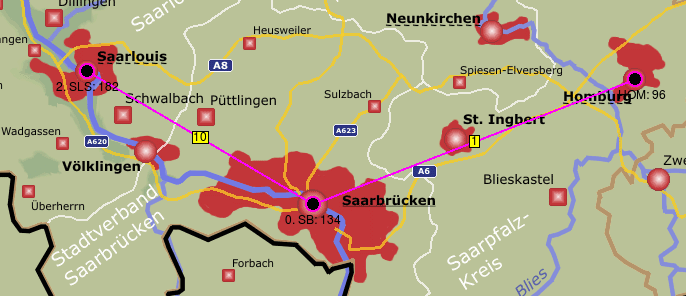 Dillingen
Saarlo
Neunkirchen
Heusweiler
Saarlouis
A8
Spiesen-Elversberg
2. SLS: 182
Schwalbach
Püttlingen
Sulzbach
Homburg
HOM: 96
St. Ingbert
Wadgassen
A620
10
A623
1
Völklingen
A6
Zwe
Blieskastel
Überherrn
Saarbrücken
0. SB: 134
Stadtverband
Saarbrücken
Saarpfalz-
Kreis
Forbach
Blies